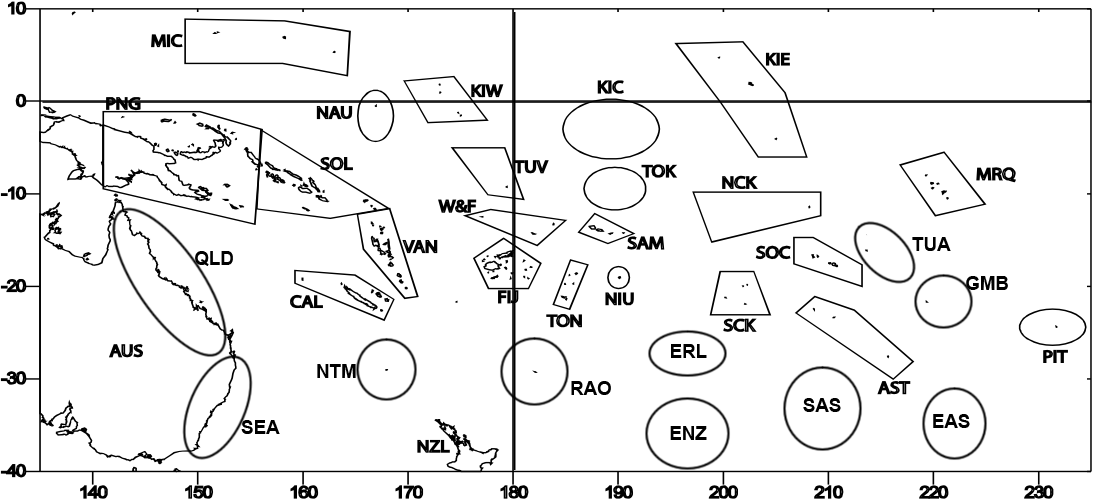 10
MIC
KIE
KIW
KIC
0
PNG
NAU
SOL
TUV
TOK
MRQ
-10
NCK
W&F
SAM
VAN
TUA
QLD
SOC
-20
FIJ
NIU
GMB
CAL
TON
SCK
AUS
ERL
PIT
-30
NTM
RAO
AST
SAS
SEA
EAS
ENZ
NZL
-40
140 150 160 170 180 190 200 210 220 230